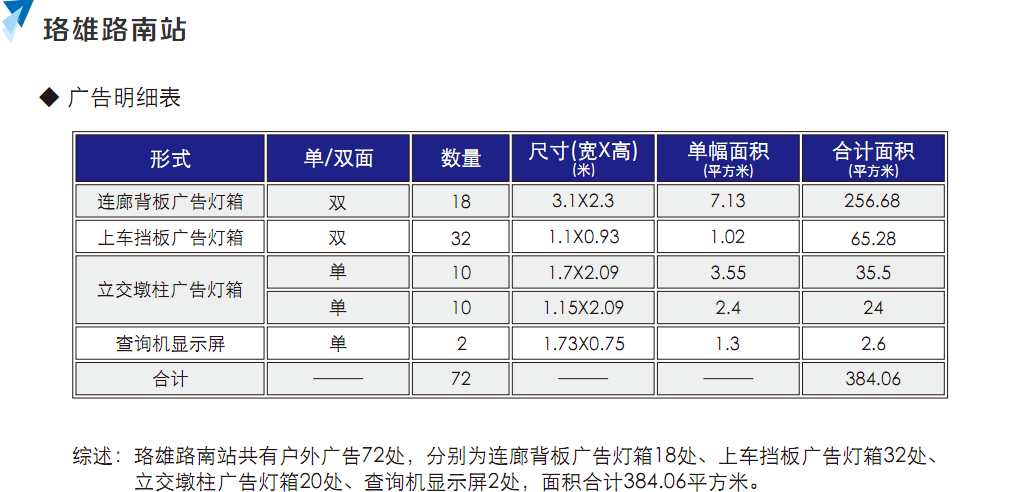 珞雄路南站
◆ 广告明细表
形式 单/双面 数量 尺寸(宽X高)(米) 单幅面积(平方米) 合计面积(平方米)
连廊背板广告灯箱 双 18 3.1X2.3 7.13 256.68
上车挡板广告灯箱 双 32 1.1X0.93 1.02 65.28
立交墩柱广告灯箱 单 10 1.7X2.09 3.55 35.5
单 10 1.15X2.09 2.4 24
查询机显示屏 单 2 1.73X0.75 1.3 2.6
合计 —— 72 —— —— 384.06
综述：珞雄路南站共有户外广告72处，分别为连廊背板广告灯箱18处、上车挡板广告灯箱32处、
立交墩柱广告灯箱20处、查询机显示屏2处，面积合计384.06平方米。